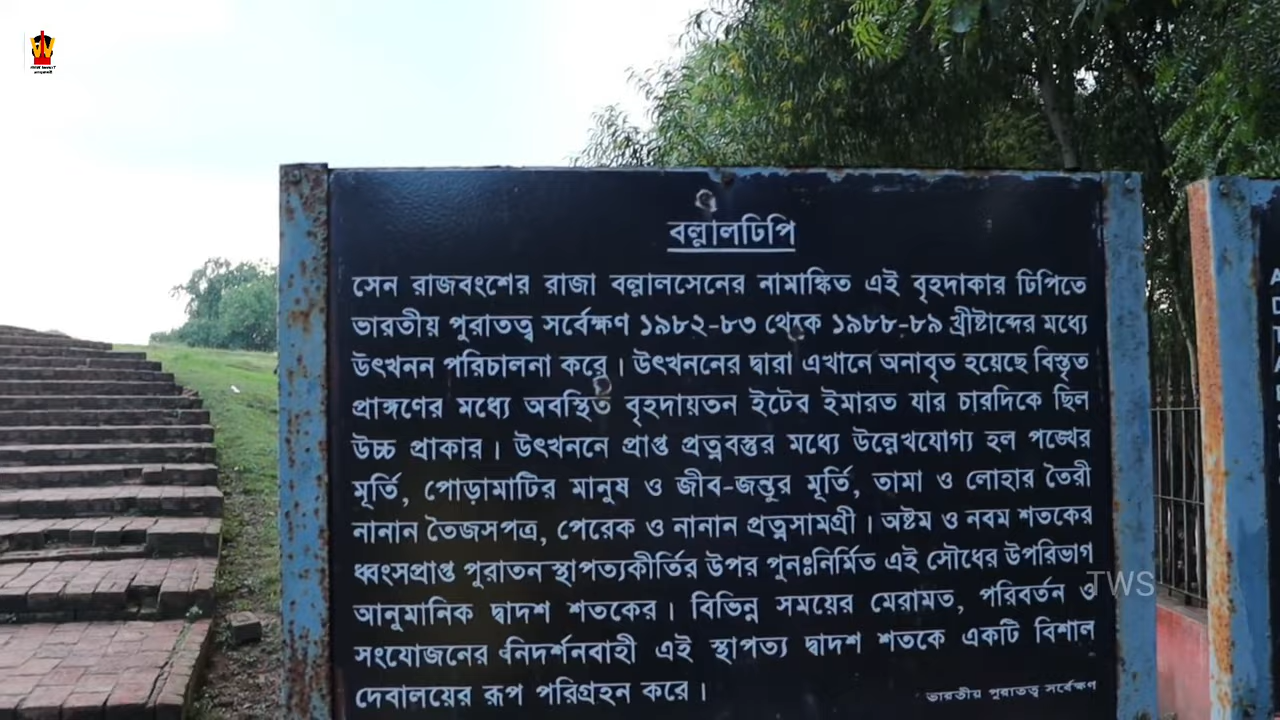 বল্লালঢিপি
সেন রাজবংশের রাজা বল্লালসেনের নামাঙ্কিত এই বৃহদাকার ঢিপিতে
ভারতীয় পুরাতত্ত্ব সর্বেক্ষণ ১৯৮২-৮৩ থেকে ১৯৮৮-৮৯ খ্রীষ্টাব্দের মধ্যে
উৎখনন পরিচালনা করে। উৎখননের দ্বারা এখানে অনাবৃত হয়েছে বিস্তৃত
প্রাঙ্গণের মধ্যে অবস্থিত বৃহদায়তন ইটের ইমারত যার চারদিকে ছিল
উচ্চ প্রাকার। উৎখননে প্রাপ্ত প্রত্নবস্তুর মধ্যে উল্লেখযোগ্য হল পঙ্খের
মূর্তি, পোড়ামাটির মানুষ ও জীব-জন্তুর মূর্তি, তামা ও লোহার তৈরী
নানান তৈজসপত্র, পেরেক ও নানান প্রত্নসামগ্রী। অষ্টম ও নবম শতকের
ধ্বংসপ্রাপ্ত পুরাতন স্থাপত্যকীর্তির উপর পুনঃনির্মিত এই সৌধের উপরিভাগ
আনুমানিক দ্বাদশ শতকের। বিভিন্ন সময়ের মেরামত, পরিবর্তন ও
সংযোজনের নিদর্শনবাহী এই স্থাপত্য দ্বাদশ শতকে একটি বিশাল
দেবালয়ের রূপ পরিগ্রহন করে।
ভারতীয় পুরাতত্ত্ব সর্বেক্ষণ
TWS